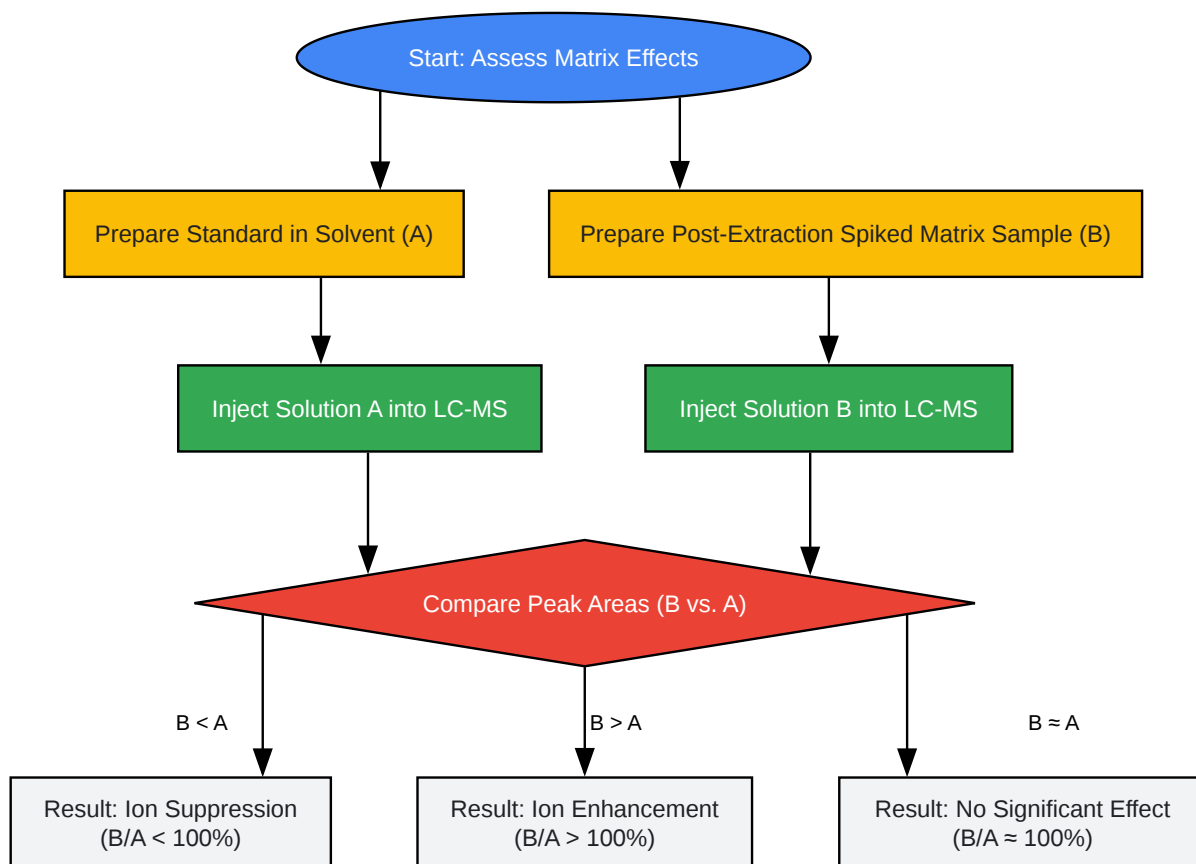 Start: Assess Matrix Effects
Prepare Standard in Solvent (A)
Prepare Post-Extraction Spiked Matrix Sample (B)
Inject Solution A into LC-MS
Inject Solution B into LC-MS
Compare Peak Areas (B vs. A)
B < A
B > A
B ≈ A
Result: Ion Suppression
(B/A < 100%)
Result: Ion Enhancement
(B/A > 100%)
Result: No Significant Effect
(B/A ≈ 100%)